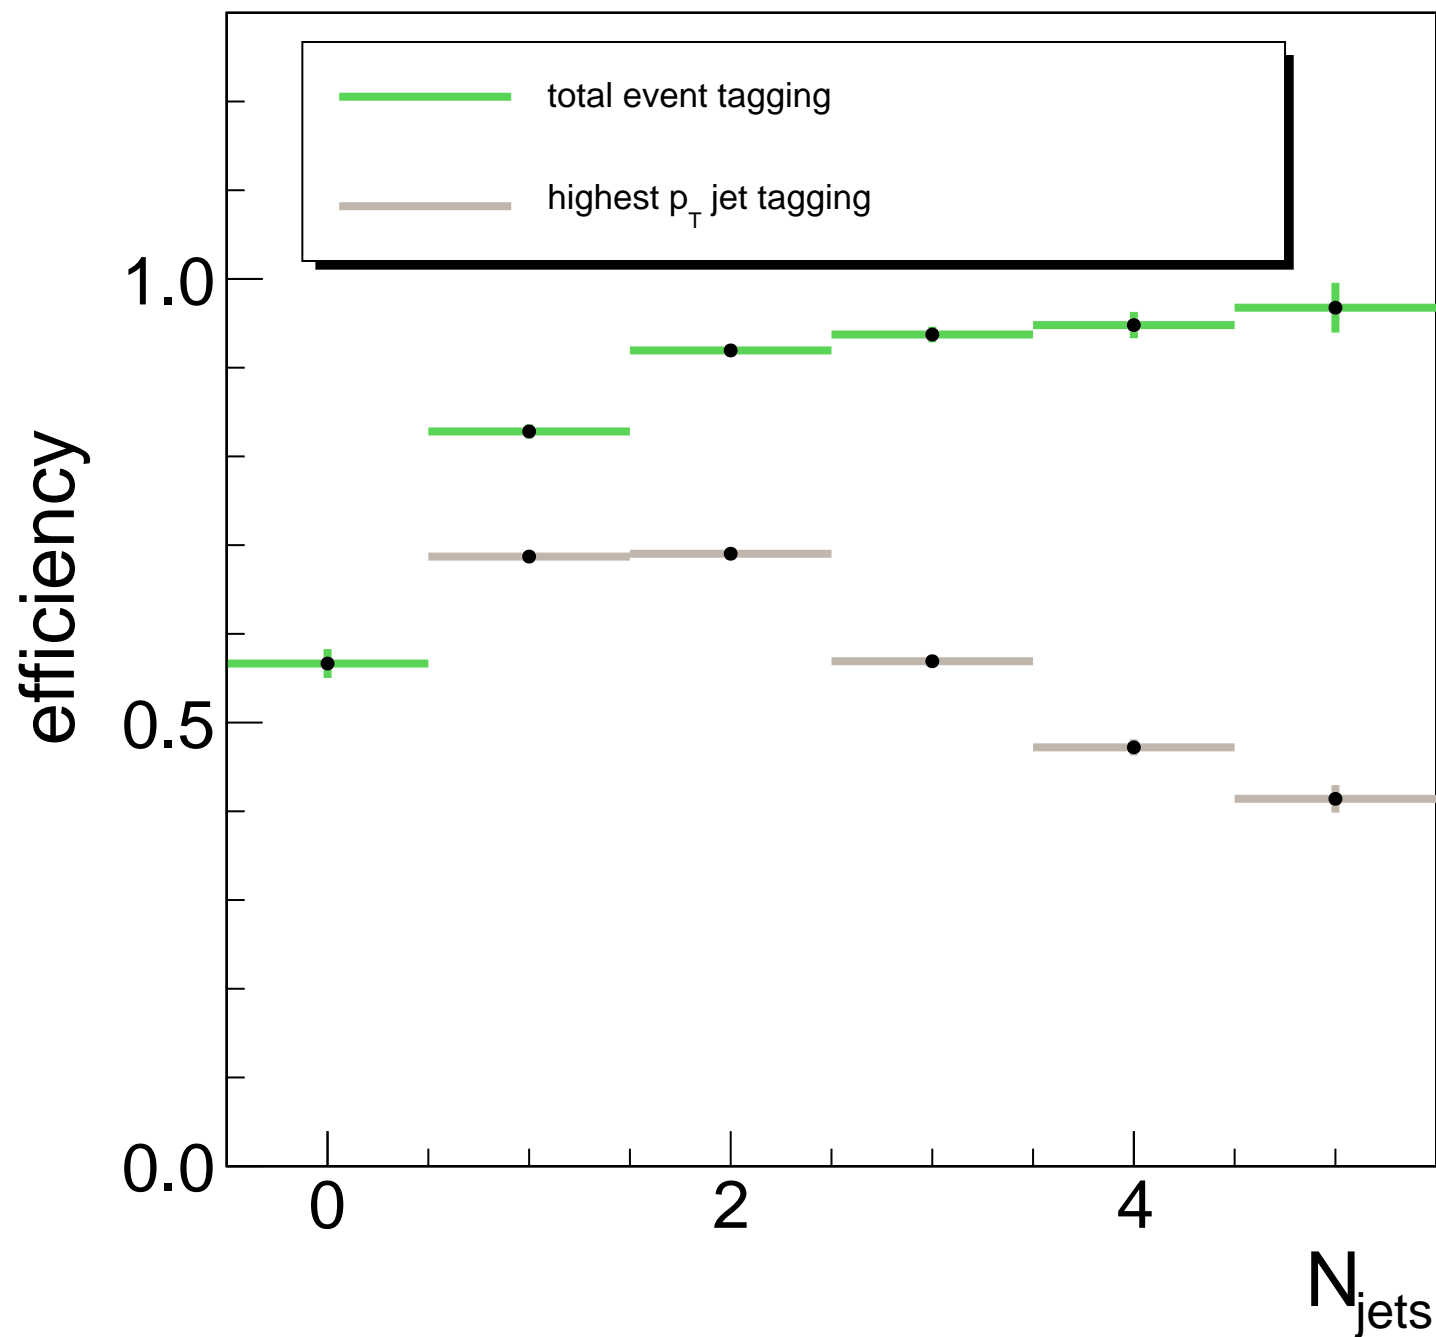 total event tagging
highest p_T jet tagging
1.0
0.5
0.0
efficiency
0 2 4
N_jets